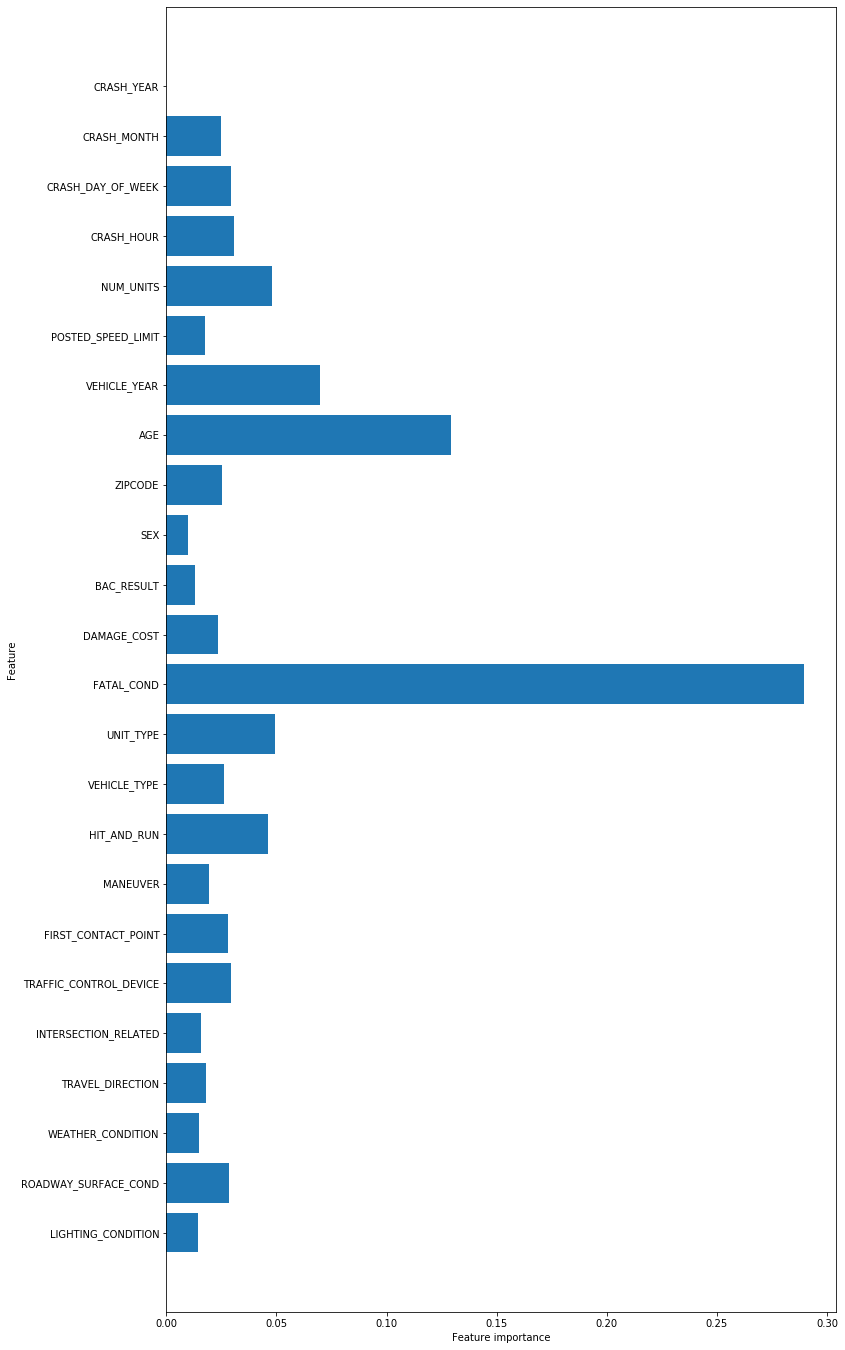 CRASH_YEAR
CRASH_MONTH
CRASH_DAY_OF_WEEK
CRASH_HOUR
NUM_UNITS
POSTED_SPEED_LIMIT
VEHICLE_YEAR
AGE
ZIPCODE
SEX
BAC_RESULT
DAMAGE_COST
Feature
FATAL_COND
UNIT_TYPE
VEHICLE_TYPE
HIT_AND_RUN
MANEUVER
FIRST_CONTACT_POINT
TRAFFIC_CONTROL_DEVICE
INTERSECTION_RELATED
TRAVEL_DIRECTION
WEATHER_CONDITION
ROADWAY_SURFACE_COND
LIGHTING_CONDITION
0.00 0.05 0.10 0.15 0.20 0.25 0.30
Feature importance